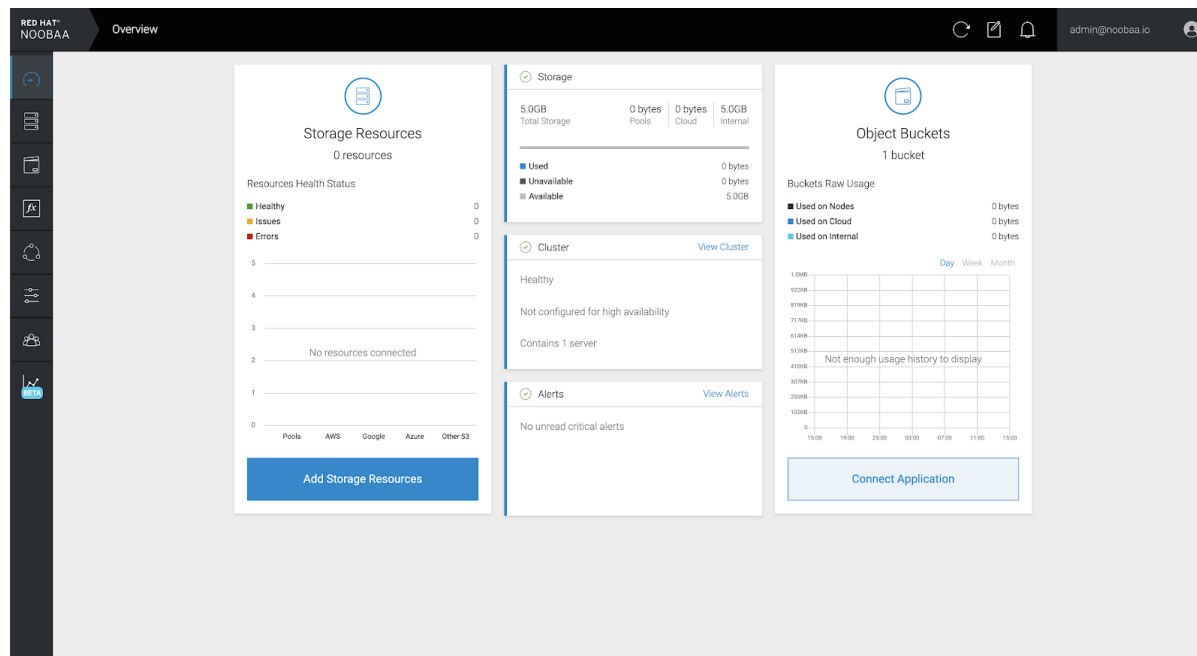 RED HAT®
NOOBAA
Overview
admin@noobaa.io
Storage Resources
0 resources
Resources Health Status
Healthy 0
Issues 0
Errors 0
5
4
3
No resources connected
2
1
0
Pools AWS Google Azure Other S3
Add Storage Resources
Storage
5.0GB 0 bytes 0 bytes 5.0GB
Total Storage Pools Cloud Internal
Used 0 bytes
Unavailable 0 bytes
Available 5.0GB
Cluster View Cluster
Healthy
Not configured for high availability
Contains 1 server
Alerts View Alerts
No unread critical alerts
Object Buckets
1 bucket
Buckets Raw Usage
Used on Nodes 0 bytes
Used on Cloud 0 bytes
Used on Internal 0 bytes
Day Week Month
1.0MB
922KB
819KB
717KB
614KB
512KB
Not enough usage history to display
410KB
307KB
205KB
102KB
0
15:00 19:00 23:00 03:00 07:00 11:00 15:00
Connect Application
fx
BETA